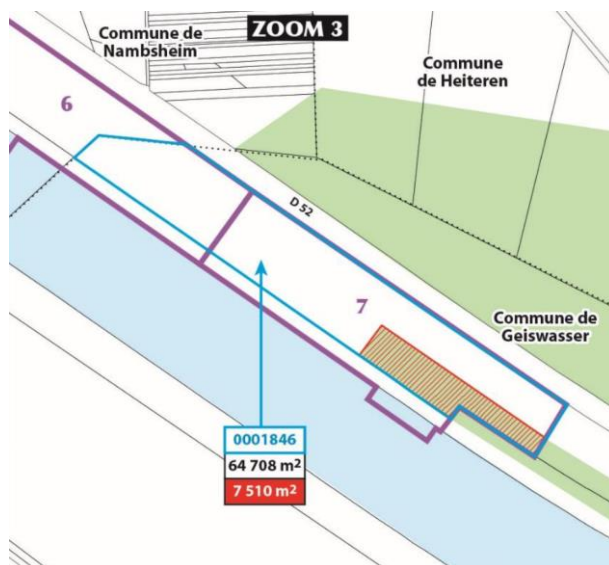 Commune de
Nambsheim
ZOOM 3
Commune
de Heiteren
6
D 52
7
Commune de
Geiswasser
0001846
64 708 m²
7 510 m²